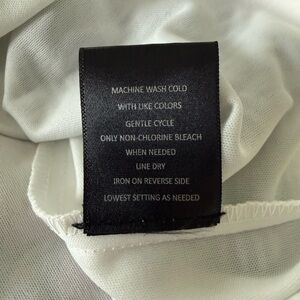 MACHINE WASH COLD
WITH LIKE COLORS
GENTLE CYCLE
ONLY NON-CHLORINE BLEACH
WHEN NEEDED
LINE DRY
IRON ON REVERSE SIDE
LOWEST SETTING AS NEEDED